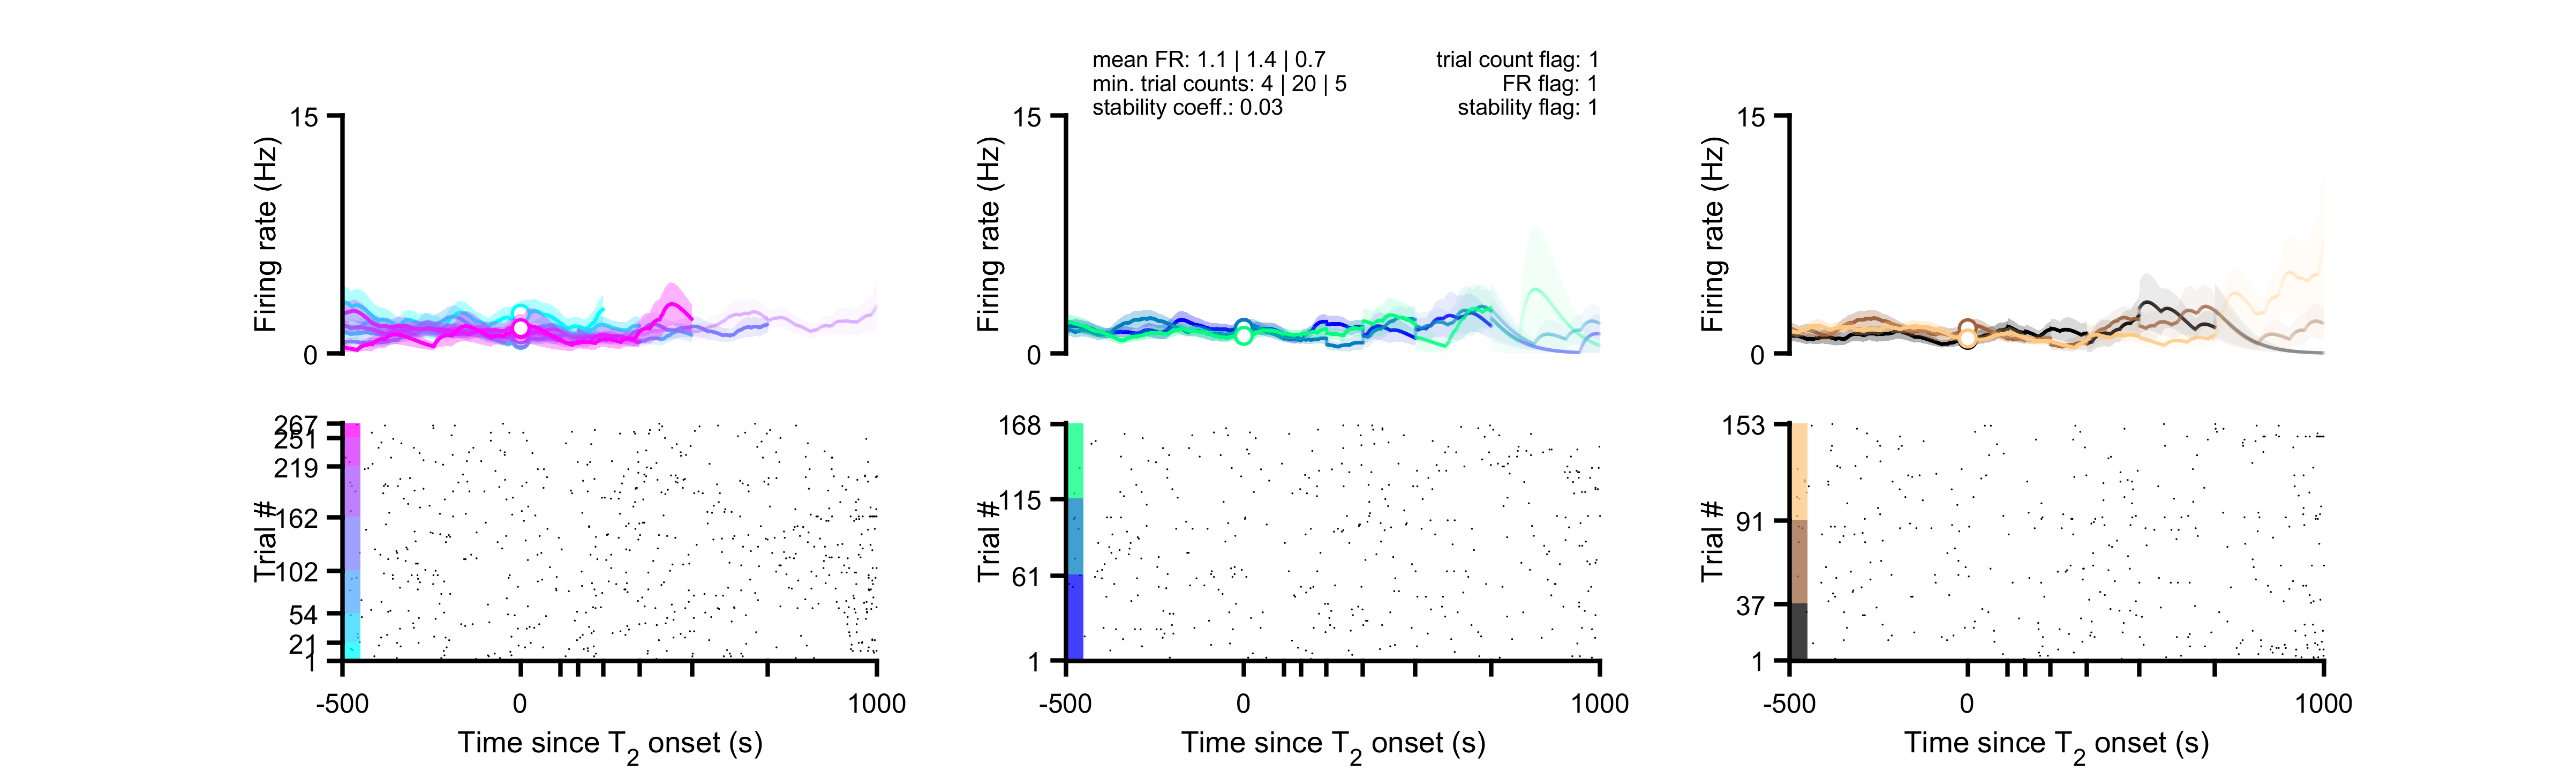 mean FR: 1.1 | 1.4 | 0.7
min. trial counts: 4 | 20 | 5
stability coeff.: 0.03
trial count flag: 1
FR flag: 1
stability flag: 1
15
0
Firing rate (Hz)
15
0
Firing rate (Hz)
15
0
Firing rate (Hz)
267
251
219
162
102
54
21
1
Trial #
-500
0
1000
Time since T2 onset (s)
168
115
61
1
Trial #
-500
0
1000
Time since T2 onset (s)
153
91
37
1
Trial #
-500
0
1000
Time since T2 onset (s)